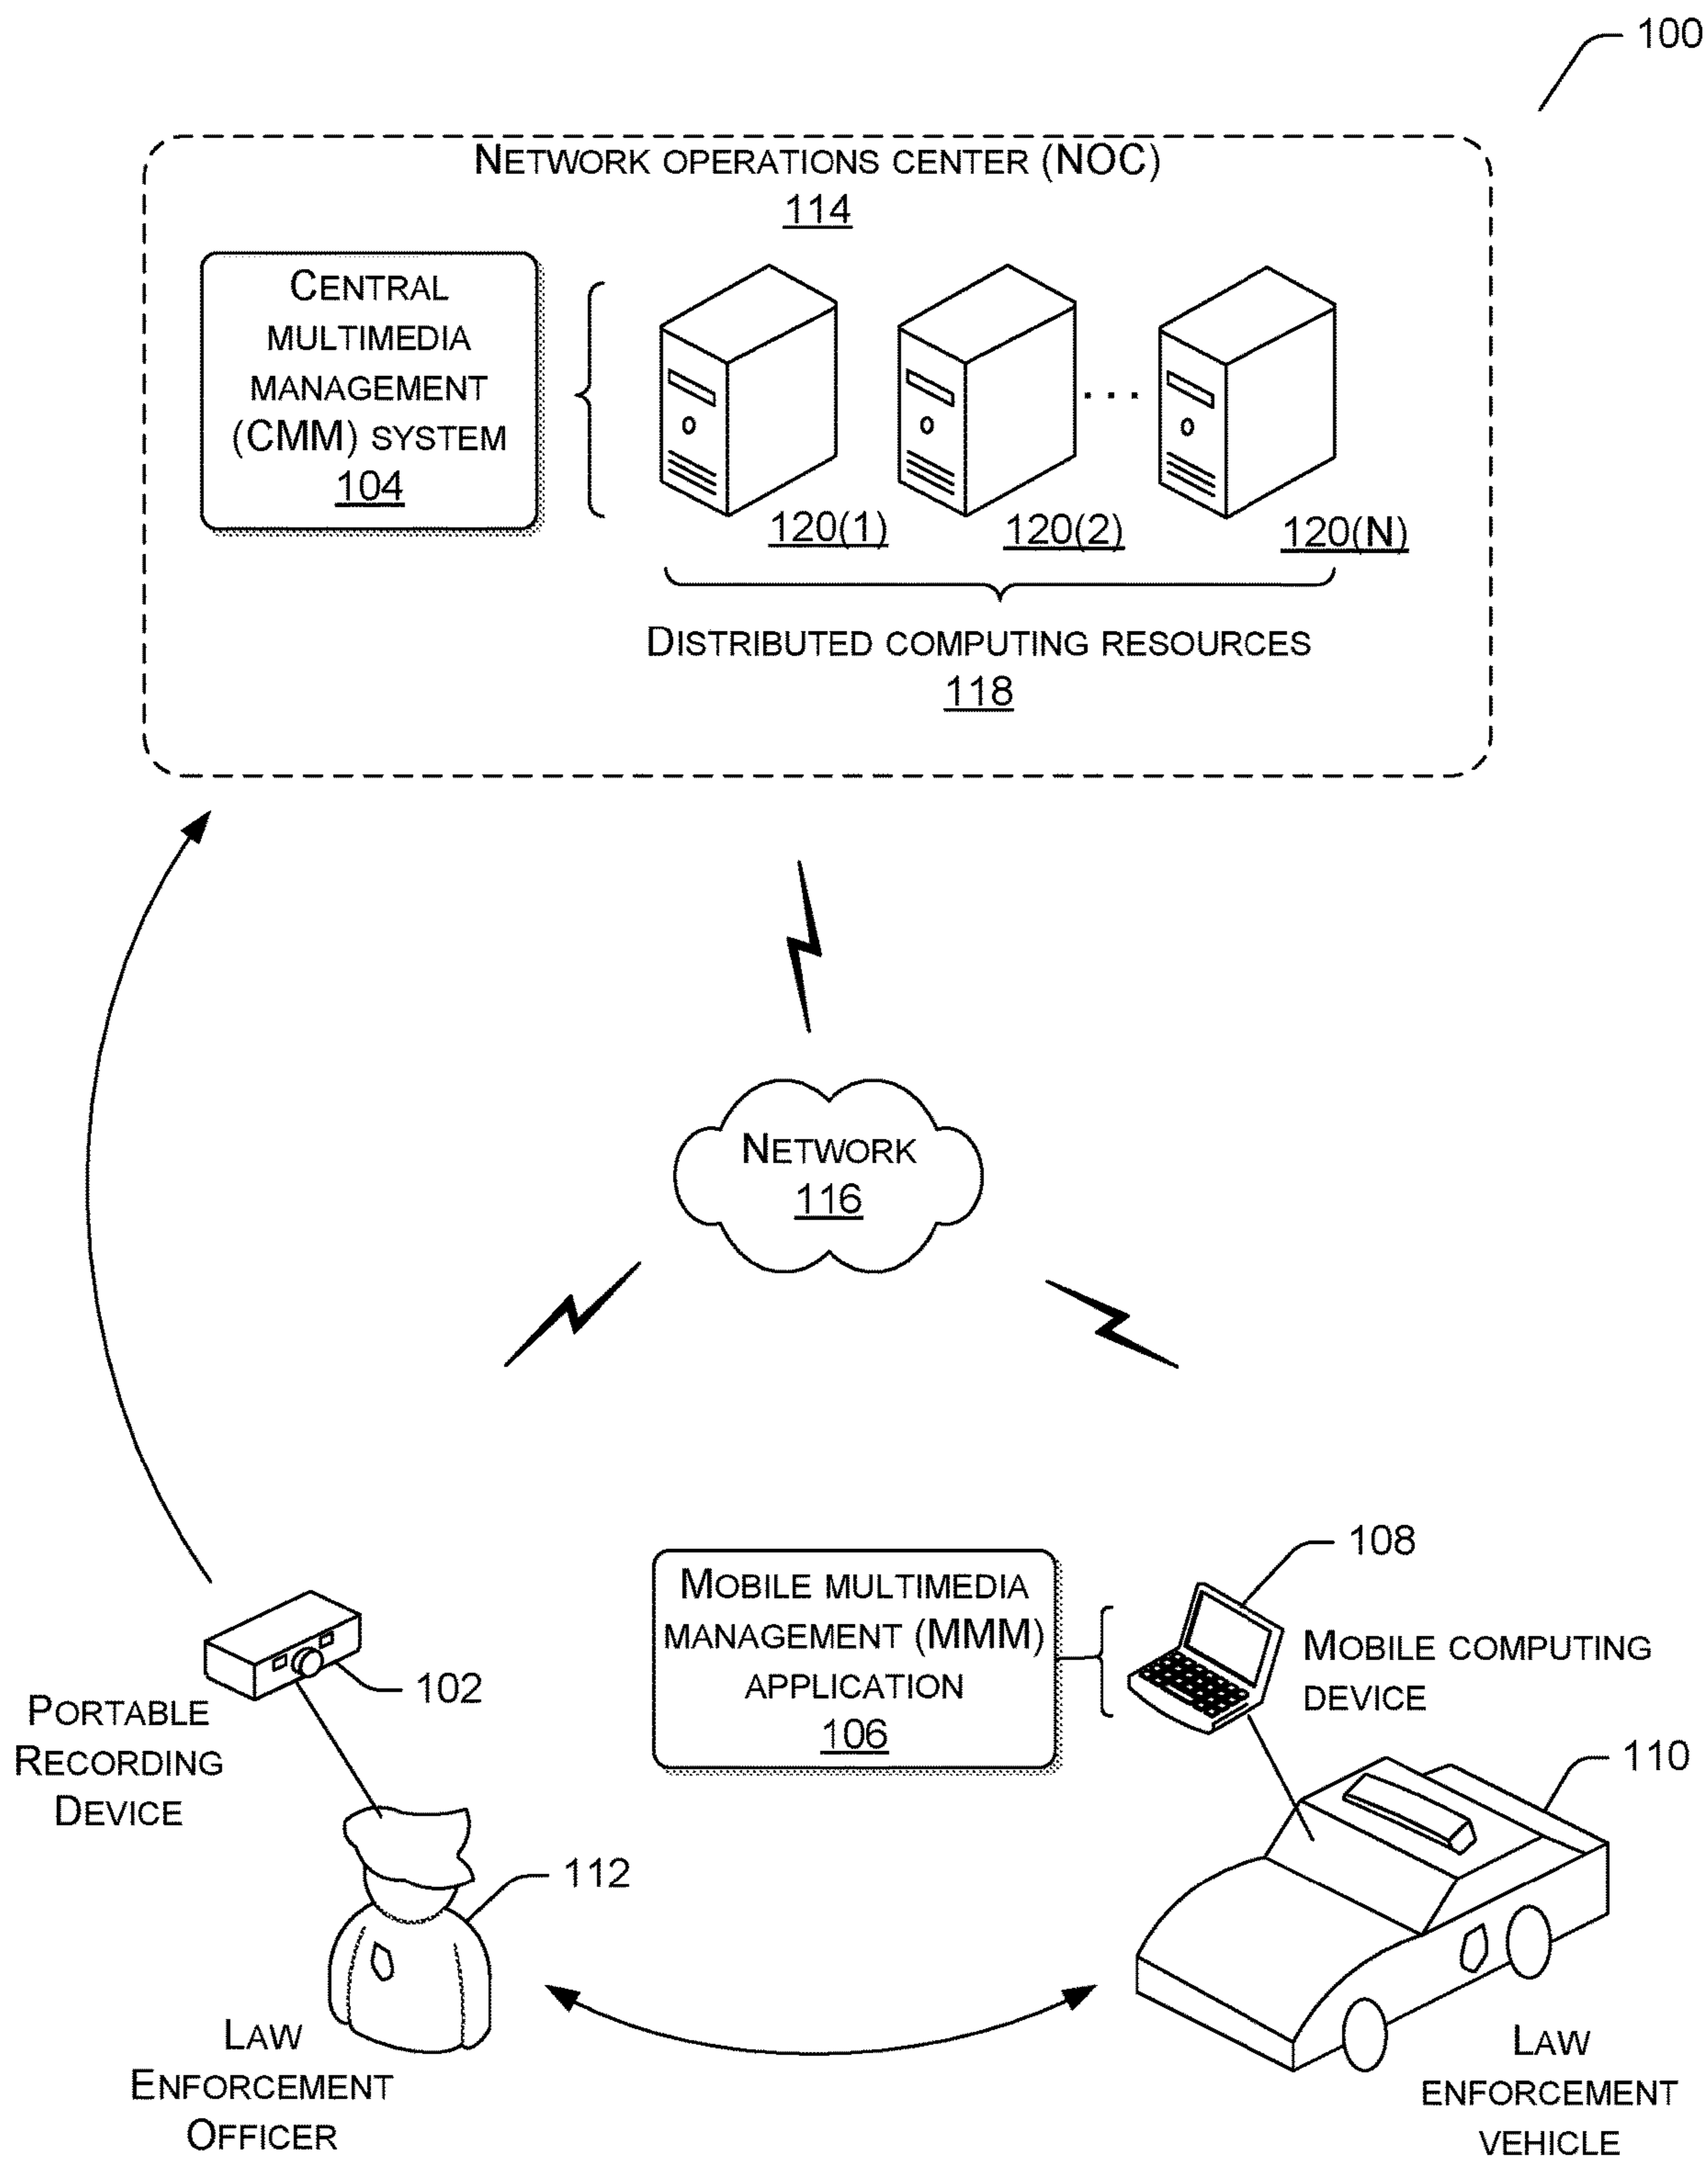 100
Network operations center (NOC)
114
Central
multimedia
management
(CMM) system
104
120(1)
120(2)
120(N)
Distributed computing resources
118
Network
116
108
Mobile multimedia
management (MMM)
application
106
Mobile computing
device
102
Portable
Recording
Device
110
112
Law
Enforcement
Officer
Law
enforcement
vehicle